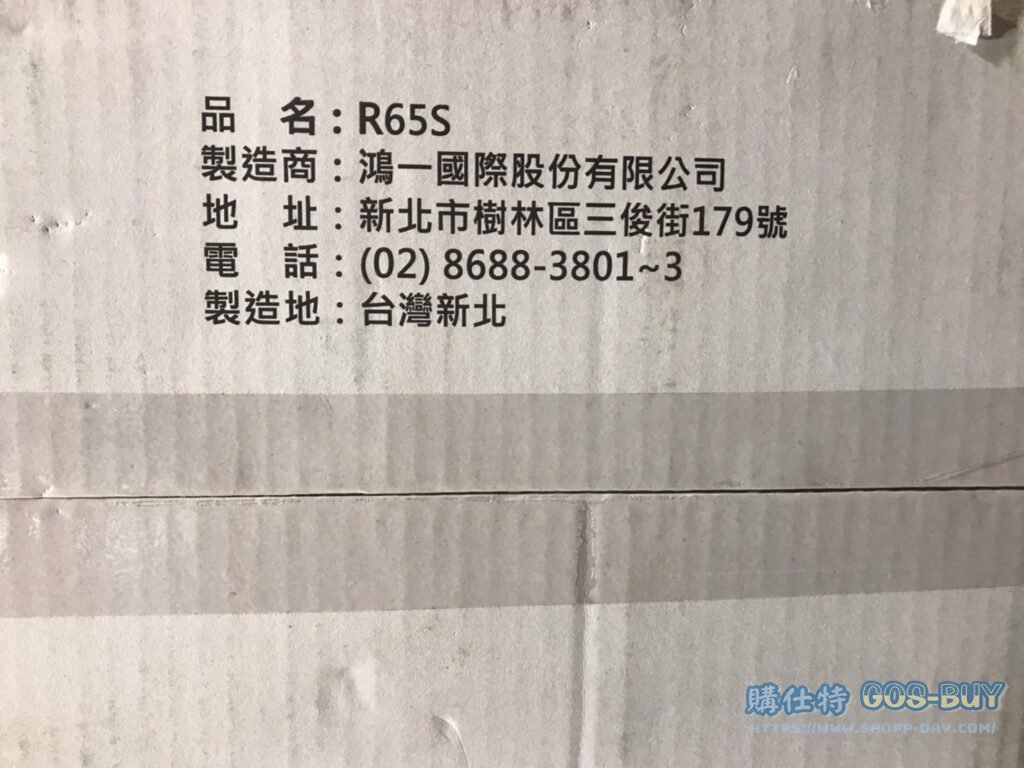 品　名：R65S
製造商：鴻一國際股份有限公司
地　址：新北市樹林區三俊街179號
電　話：(02) 8688-3801~3
製造地：台灣新北
購仕特 GOS-BUY
HTTPS://WWW.SHOPP-DAY.COM/